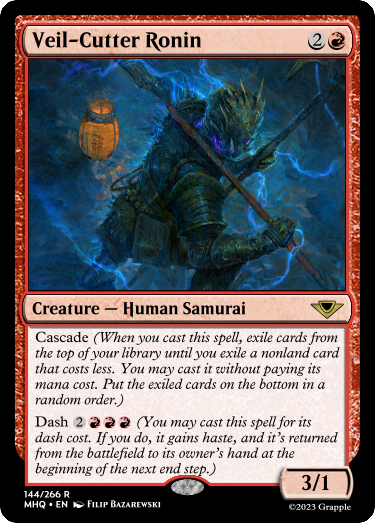 Veil-Cutter Ronin 2
Creature — Human Samurai
Cascade (When you cast this spell, exile cards from
the top of your library until you exile a nonland card
that costs less. You may cast it without paying its
mana cost. Put the exiled cards on the bottom in a
random order.)
Dash 2 (You may cast this spell for its
dash cost. If you do, it gains haste, and it's returned
from the battlefield to its owner's hand at the
beginning of the next end step.)
3/1
144/266 R
MHQ • EN Filip Bazarewski
©2023 Grapple